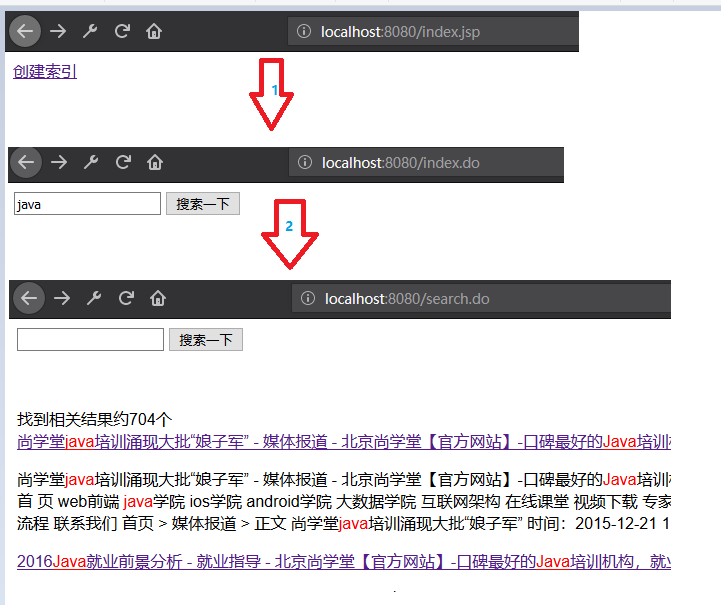 localhost:8080/index.jsp
创建索引
1
localhost:8080/index.do
java 搜索一下
2
localhost:8080/search.do
搜索一下
找到相关结果约704个
尚学堂java培训涌现大批“娘子军” - 媒体报道 - 北京尚学堂【官方网站】-口碑最好的Java培训
尚学堂java培训涌现大批“娘子军” - 媒体报道 - 北京尚学堂【官方网站】-口碑最好的Java培训
首 页 web前端 java学院 ios学院 android学院 大数据学院 互联网架构 在线课堂 视频下载 专家
流程 联系我们 首页 > 媒体报道 > 正文 尚学堂java培训涌现大批“娘子军” 时间：2015-12-21 1
2016Java就业前景分析 - 就业指导 - 北京尚学堂【官方网站】-口碑最好的Java培训机构，就业